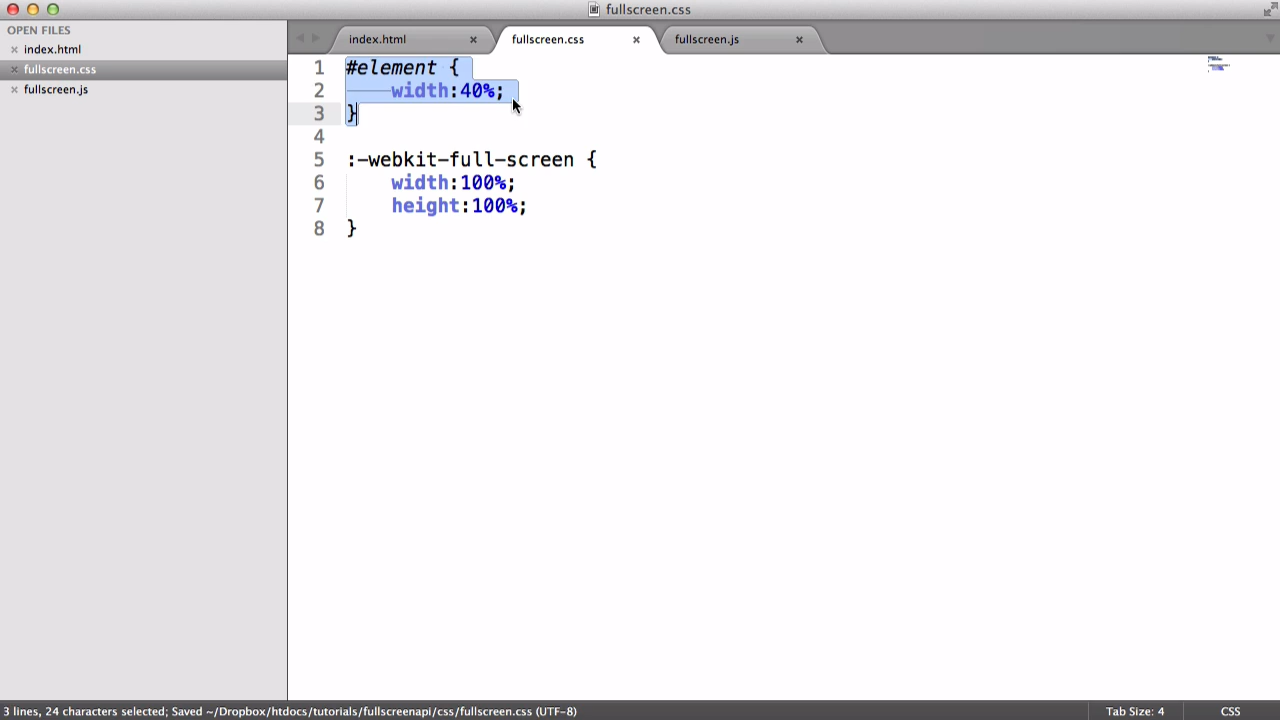 fullscreen.css
OPEN FILES
index.html
fullscreen.css
fullscreen.js
index.html
fullscreen.css
fullscreen.js
1 #element {
2 width:40%;
3 }
4
5 :-webkit-full-screen {
6 width:100%;
7 height:100%;
8 }
3 lines, 24 characters selected; Saved ~/Dropbox/htdocs/tutorials/fullscreenapi/css/fullscreen.css (UTF-8)
Tab Size: 4
CSS